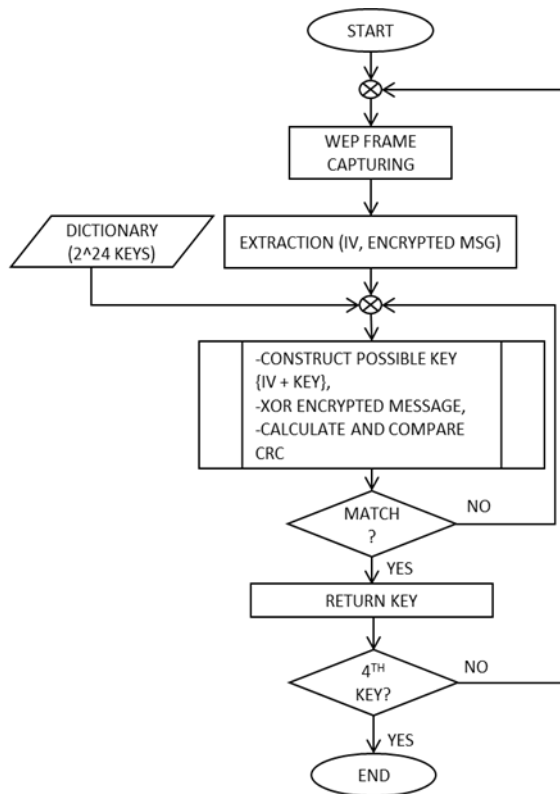 START
WEP FRAME
CAPTURING
DICTIONARY
(2^24 KEYS)
EXTRACTION (IV, ENCRYPTED MSG)
-CONSTRUCT POSSIBLE KEY
{IV + KEY},
-XOR ENCRYPTED MESSAGE,
-CALCULATE AND COMPARE
CRC
MATCH
?
NO
YES
RETURN KEY
4TH
KEY?
NO
YES
END